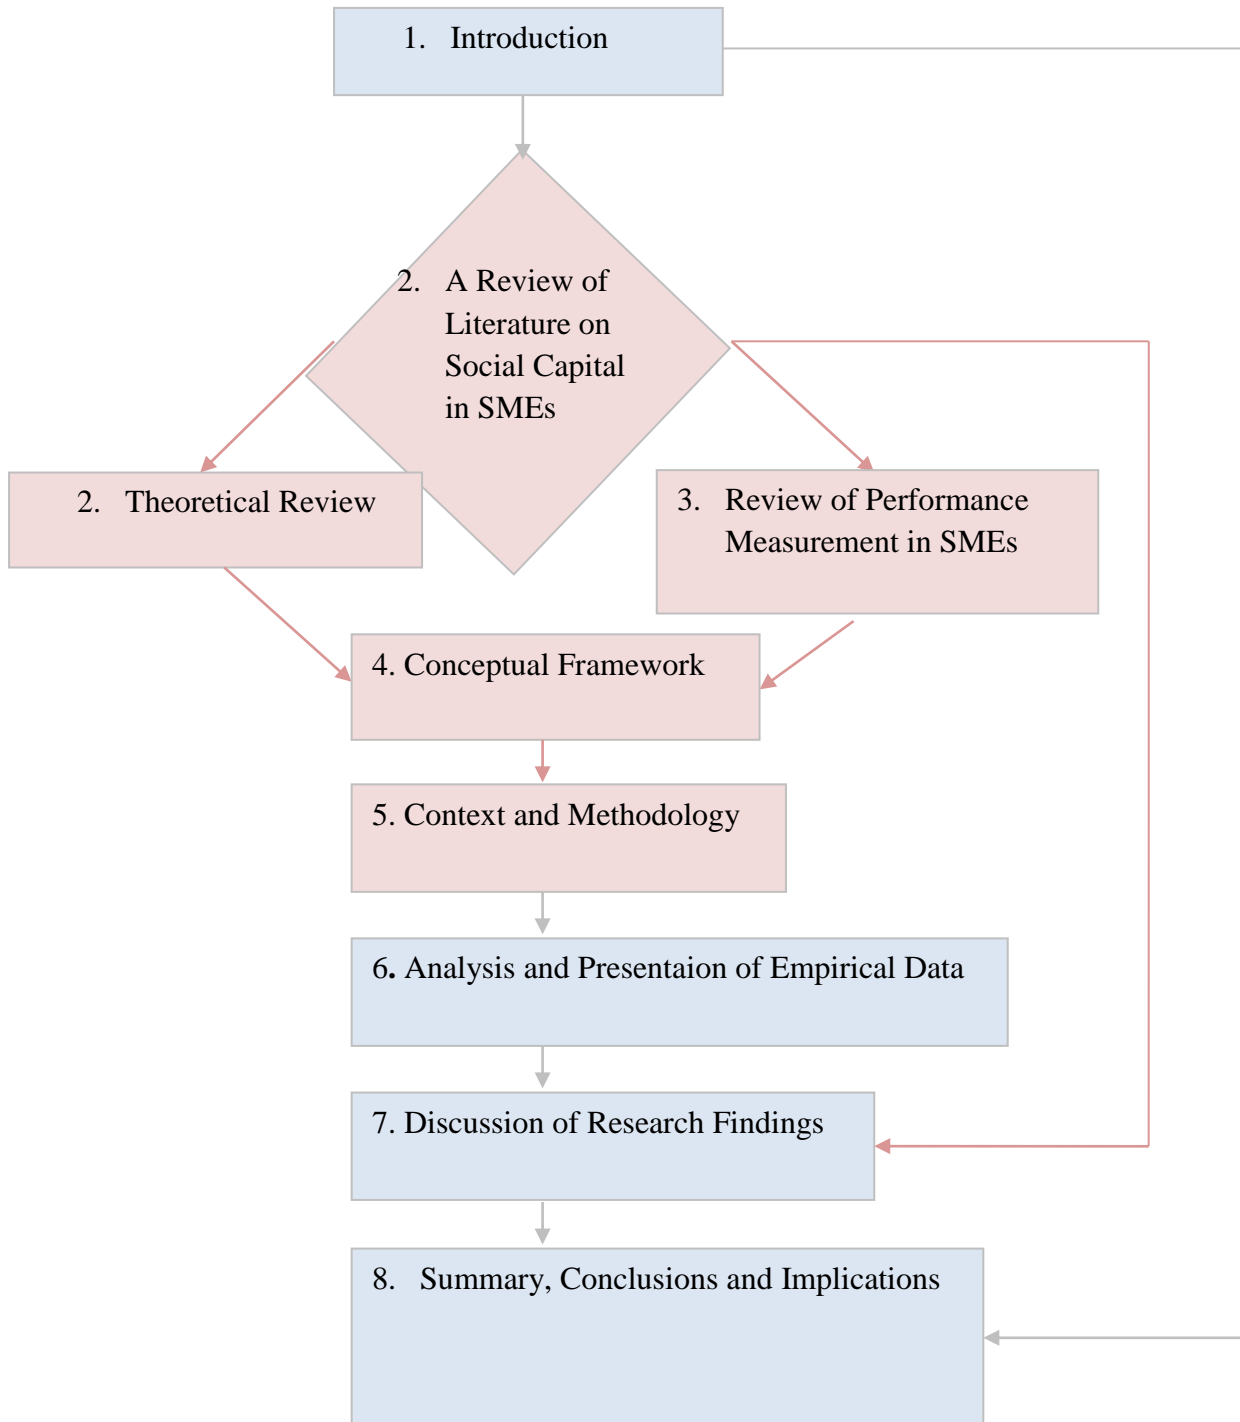 1. Introduction
2. A Review of
Literature on
Social Capital
in SMEs
2. Theoretical Review
3. Review of Performance
Measurement in SMEs
4. Conceptual Framework
5. Context and Methodology
6. Analysis and Presentaion of Empirical Data
7. Discussion of Research Findings
8. Summary, Conclusions and Implications